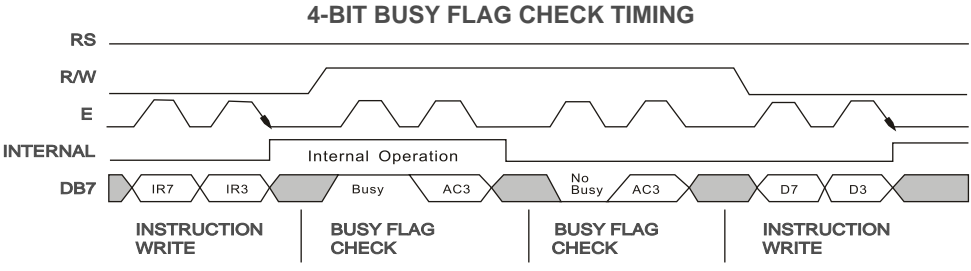 4-BIT BUSY FLAG CHECK TIMING
RS
R/W
E
INTERNAL
Internal Operation
DB7
IR7 IR3 Busy AC3 No Busy AC3 D7 D3
INSTRUCTION WRITE
BUSY FLAG CHECK
BUSY FLAG CHECK
INSTRUCTION WRITE